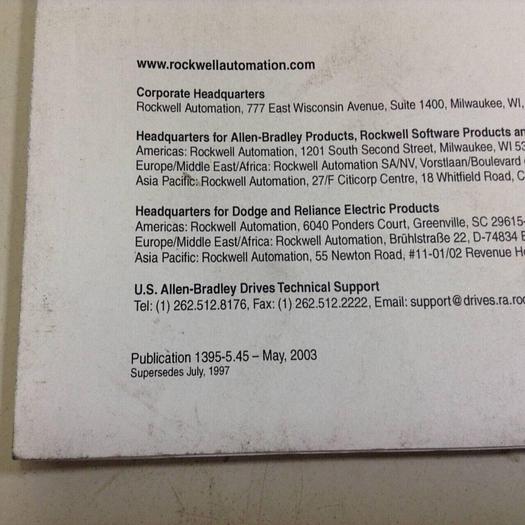 www.rockwellautomation.com
Corporate Headquarters
Rockwell Automation, 777 East Wisconsin Avenue, Suite 1400, Milwaukee, WI,
Headquarters for Allen-Bradley Products, Rockwell Software Products an
Americas: Rockwell Automation, 1201 South Second Street, Milwaukee, WI 53
Europe/Middle East/Africa: Rockwell Automation SA/NV, Vorstlaan/Boulevard
Asia Pacific: Rockwell Automation, 27/F Citicorp Centre, 18 Whitfield Road, C
Headquarters for Dodge and Reliance Electric Products
Americas: Rockwell Automation, 6040 Ponders Court, Greenville, SC 29615-
Europe/Middle East/Africa: Rockwell Automation, Brühlstraße 22, D-74834 E
Asia Pacific: Rockwell Automation, 55 Newton Road, #11-01/02 Revenue H
U.S. Allen-Bradley Drives Technical Support
Tel: (1) 262.512.8176, Fax: (1) 262.512.2222, Email: support@drives.ra.ro
Publication 1395-5.45 – May, 2003
Supersedes July, 1997